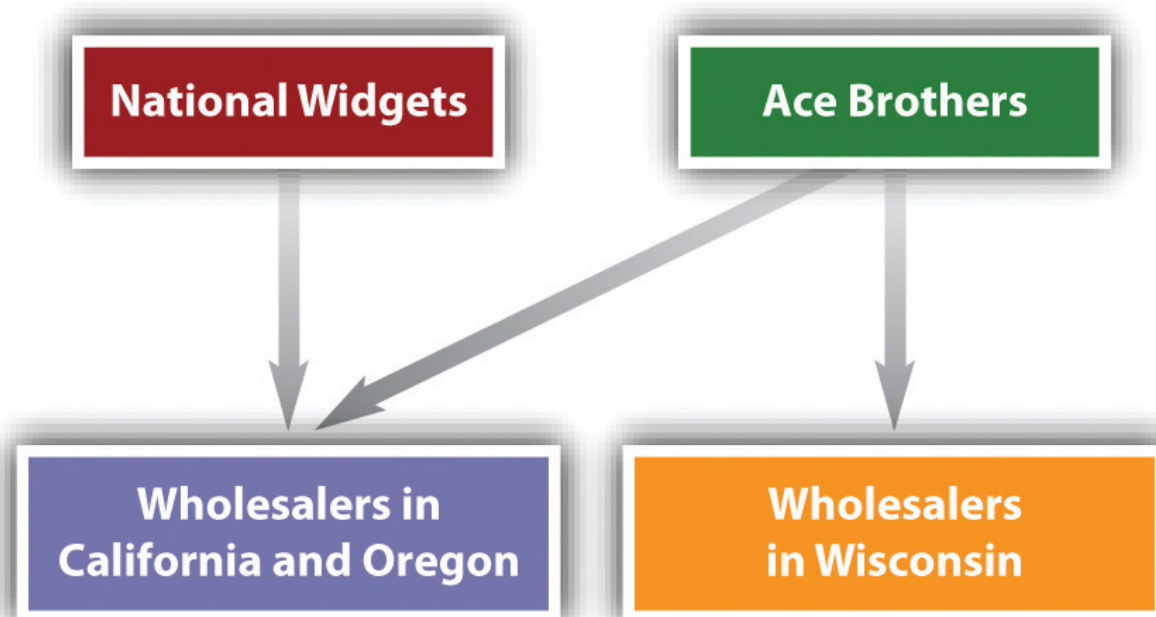 National Widgets
Ace Brothers
Wholesalers in
California and Oregon
Wholesalers
in Wisconsin